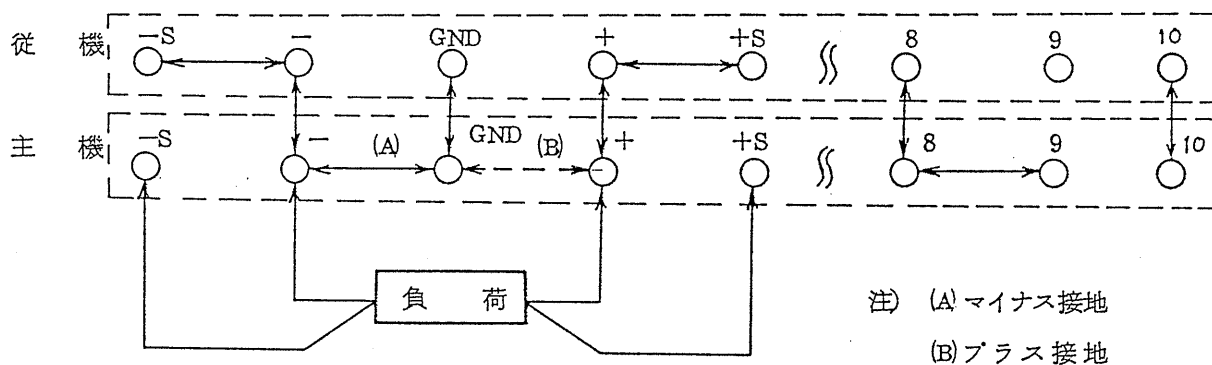 従機 -S - GND + +S 8 9 10
主機 -S - (A) GND (B) + +S 8 9 10
負荷
注) (A)マイナス接地
(B)プラス接地